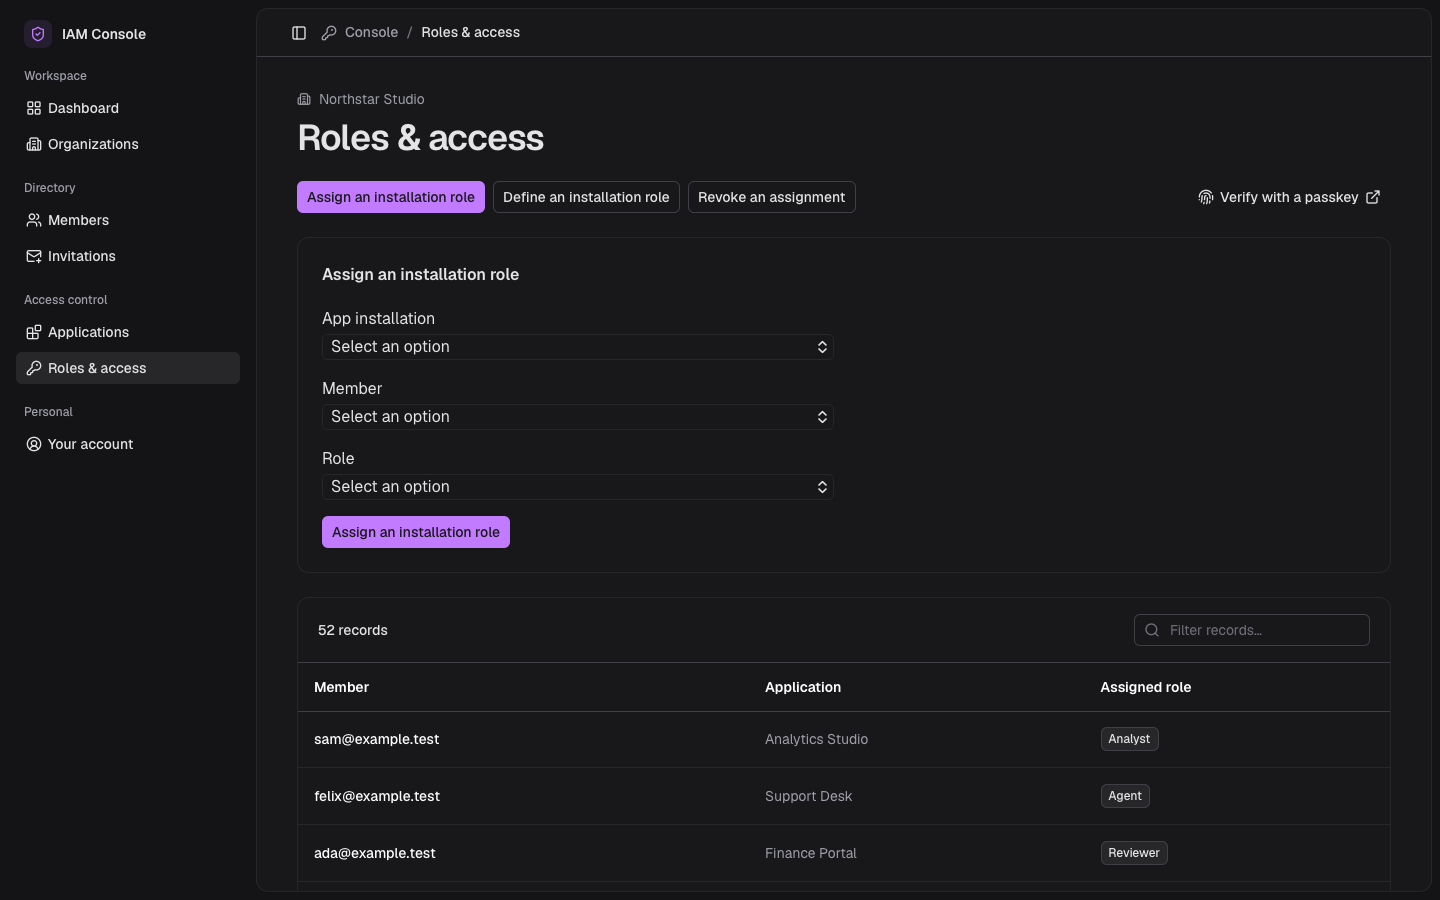 IAM Console
Workspace
Dashboard
Organizations
Directory
Members
Invitations
Access control
Applications
Roles & access
Personal
Your account
Console / Roles & access
Northstar Studio
Roles & access
Assign an installation role
Define an installation role
Revoke an assignment
Verify with a passkey
Assign an installation role
App installation
Select an option
Member
Select an option
Role
Select an option
Assign an installation role
52 records
Filter records...
Member Application Assigned role
sam@example.test Analytics Studio Analyst
felix@example.test Support Desk Agent
ada@example.test Finance Portal Reviewer